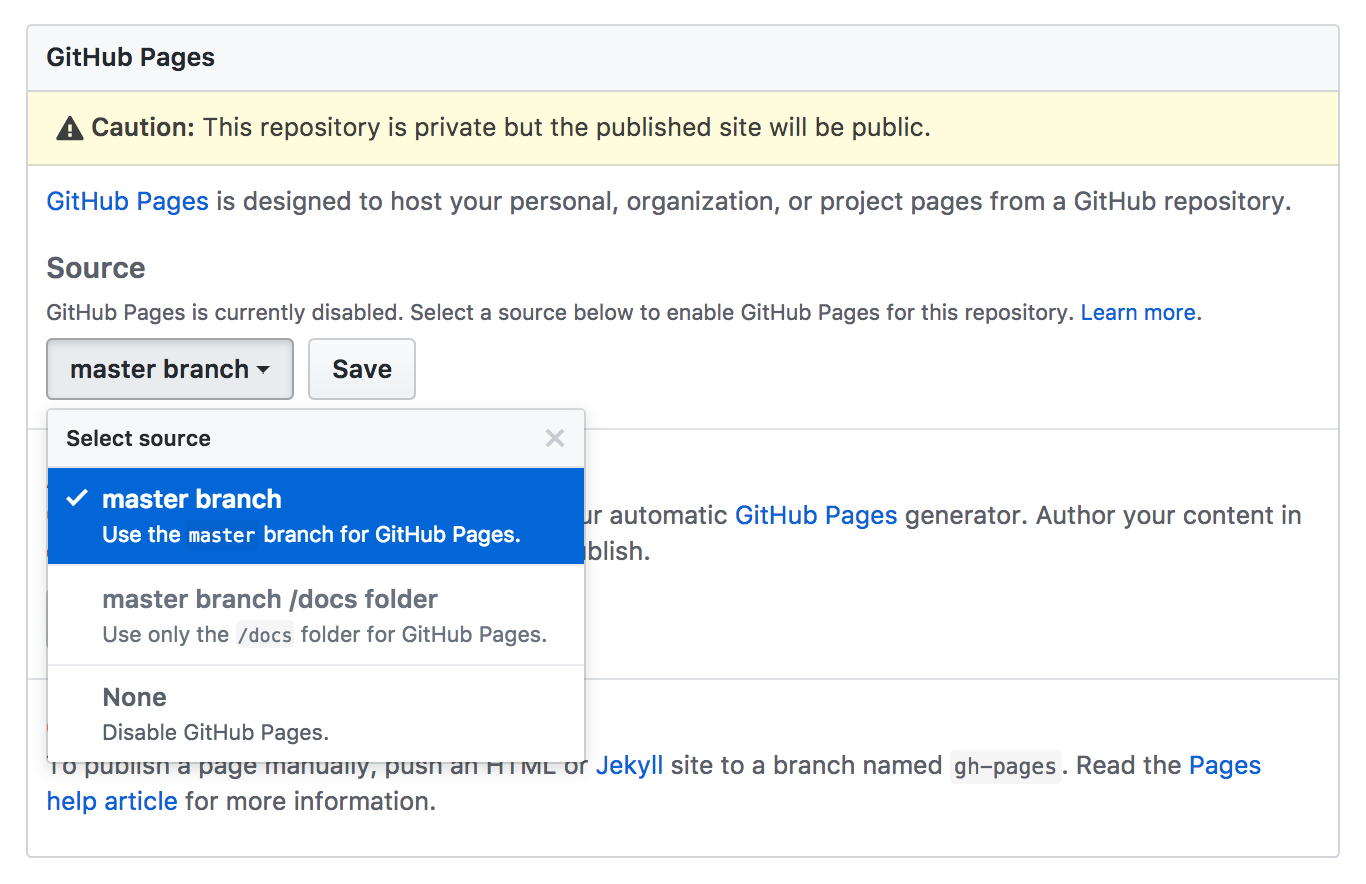 GitHub Pages
Caution: This repository is private but the published site will be public.
GitHub Pages is designed to host your personal, organization, or project pages from a GitHub repository.
Source
GitHub Pages is currently disabled. Select a source below to enable GitHub Pages for this repository. Learn more.
master branch Save
Select source
master branch
automatic GitHub Pages generator. Author your content in
Use the master branch for GitHub Pages.
master branch /docs folder
Use only the /docs folder for GitHub Pages.
None
Disable GitHub Pages.
To publish a page manually, push an HTML or Jekyll site to a branch named gh-pages. Read the Pages
help article for more information.